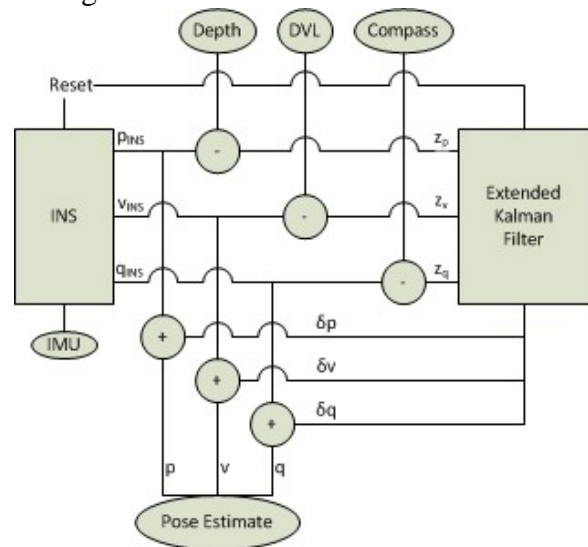 Depth
DVL
Compass
Reset
pINS
-
zp
INS
vINS
-
zv
Extended
Kalman
Filter
qINS
-
zq
IMU
+
δp
+
δv
+
δq
p
v
q
Pose Estimate